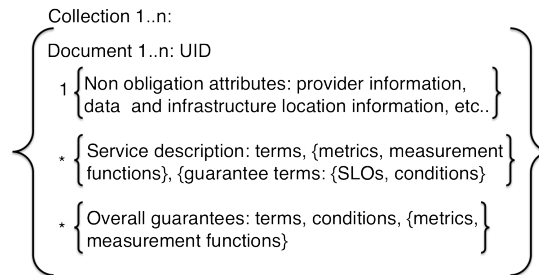 Collection 1..n:
Document 1..n: UID
1 { Non obligation attributes: provider information, }
data and infrastructure location information, etc..
* { Service description: terms, {metrics, measurement }
functions}, {guarantee terms: {SLOs, conditions}
* { Overall guarantees: terms, conditions, {metrics, }
measurement functions}